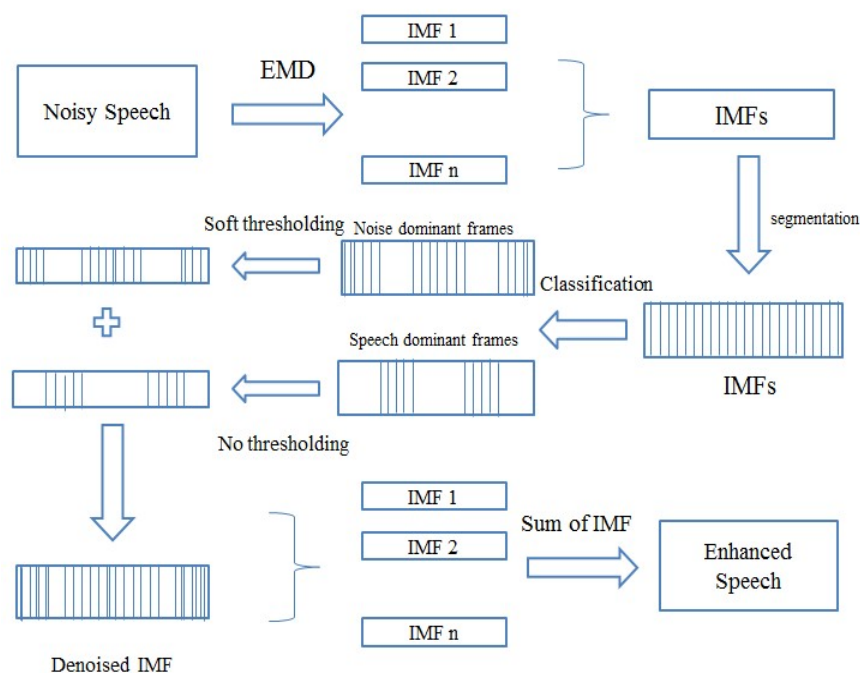 IMF 1
EMD
IMF 2
Noisy Speech
IMFs
IMF n
segmentation
Soft thresholding
Noise dominant frames
Classification
Speech dominant frames
IMFs
No thresholding
IMF 1
Sum of IMF
IMF 2
Enhanced
Speech
IMF n
Denoised IMF